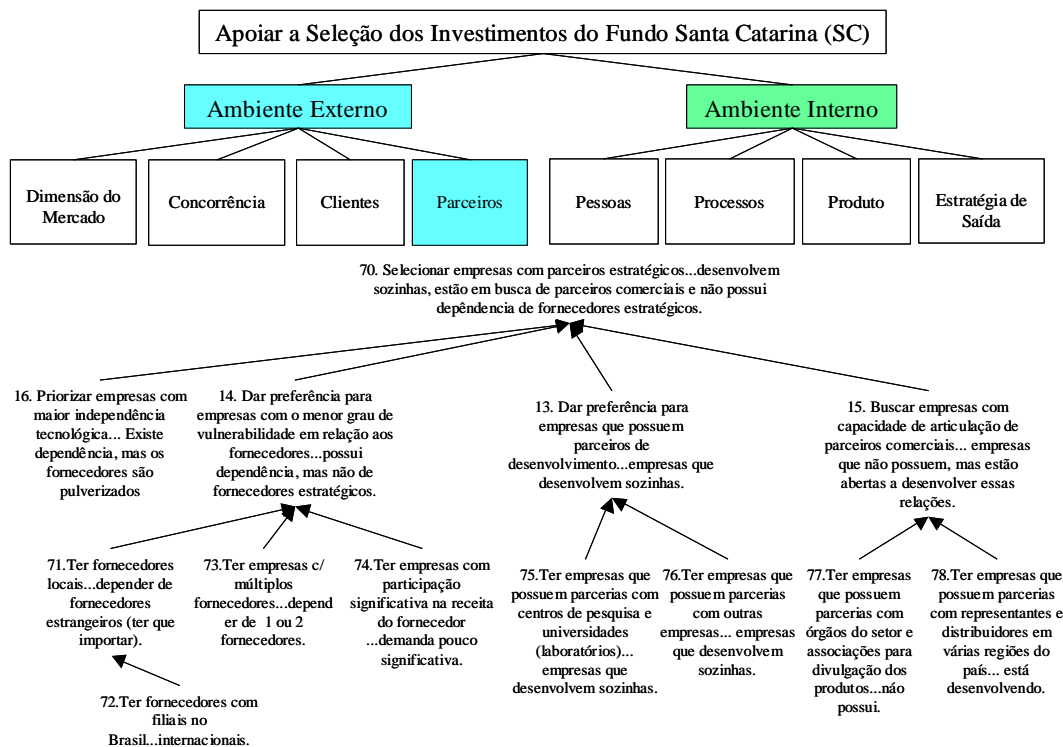 Apoiar a Seleção dos Investimentos do Fundo Santa Catarina (SC)
Ambiente Externo
Ambiente Interno
Dimensão do
Mercado
Concorrência
Clientes
Parceiros
Pessoas
Processos
Produto
Estratégia de
Saída
70. Selecionar empresas com parceiros estratégicos...desenvolvem
sozinhas, estão em busca de parceiros comerciais e não possui
depêndencia de fornecedores estratégicos.
16. Priorizar empresas com
maior independência
tecnológica... Existe
dependência, mas os
fornecedores são
pulverizados
14. Dar preferência para
empresas com o menor grau de
vulnerabilidade em relação aos
fornecedores...possui
dependência, mas não de
fornecedores estratégicos.
13. Dar preferência para
empresas que possuem
parceiros de
desenvolvimento...empresas que
desenvolvem sozinhas.
15. Buscar empresas com
capacidade de articulação de
parceiros comerciais... empresas
que não possuem, mas estão
abertas a desenvolver essas
relações.
71.Ter fornecedores
locais...depender de
fornecedores
estrangeiros (ter que
importar).
73.Ter empresas c/
múltiplos
fornecedores...depend
er de 1 ou 2
fornecedores.
74.Ter empresas com
participação
significativa na receita
do fornecedor
...demanda pouco
significativa.
75.Ter empresas que
possuem parcerias com
centros de pesquisa e
universidades
(laboratórios)...
empresas que
desenvolvem sozinhas.
76.Ter empresas que
possuem parcerias
com outras
empresas... empresas
que desenvolvem
sozinhas.
77.Ter empresas
que possuem
parcerias com
órgãos do setor e
associações para
divulgação dos
produtos...náo
possui.
78.Ter empresas que
possuem parcerias
com representantes e
distribuidores em
várias regiões do
país... está
desenvolvendo.
72.Ter fornecedores com
filiais no
Brasil...internacionais.